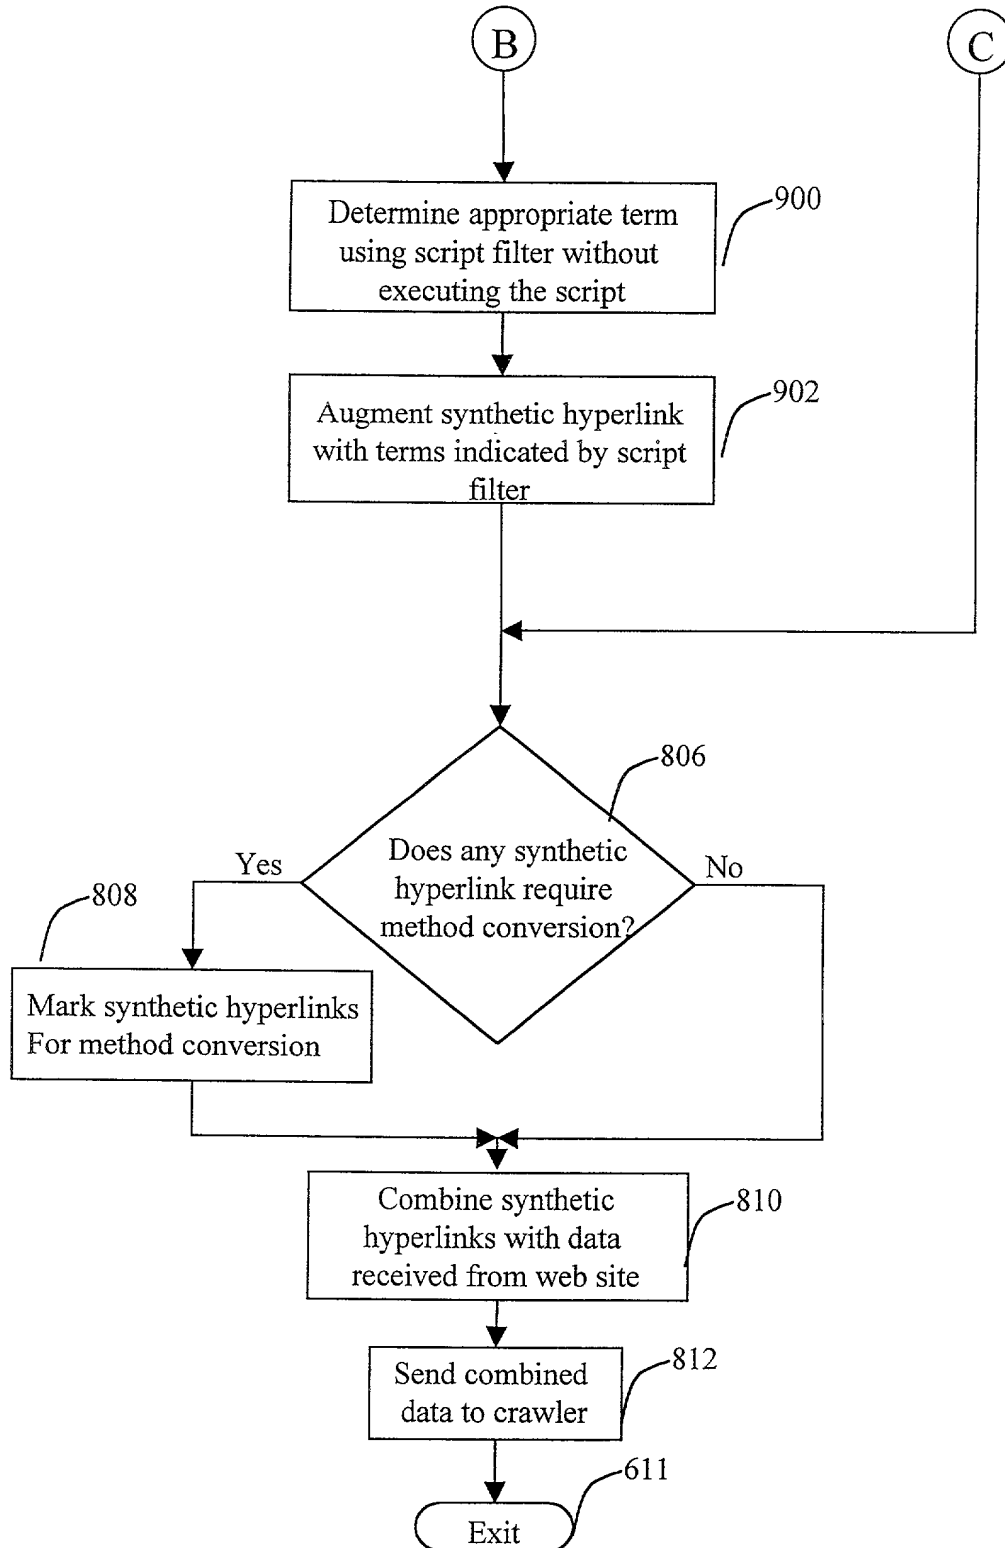 B
C
900
Determine appropriate term
using script filter without
executing the script
902
Augment synthetic hyperlink
with terms indicated by script
filter
806
Does any synthetic
hyperlink require
method conversion?
Yes
No
808
Mark synthetic hyperlinks
For method conversion
810
Combine synthetic
hyperlinks with data
received from web site
812
Send combined
data to crawler
611
Exit